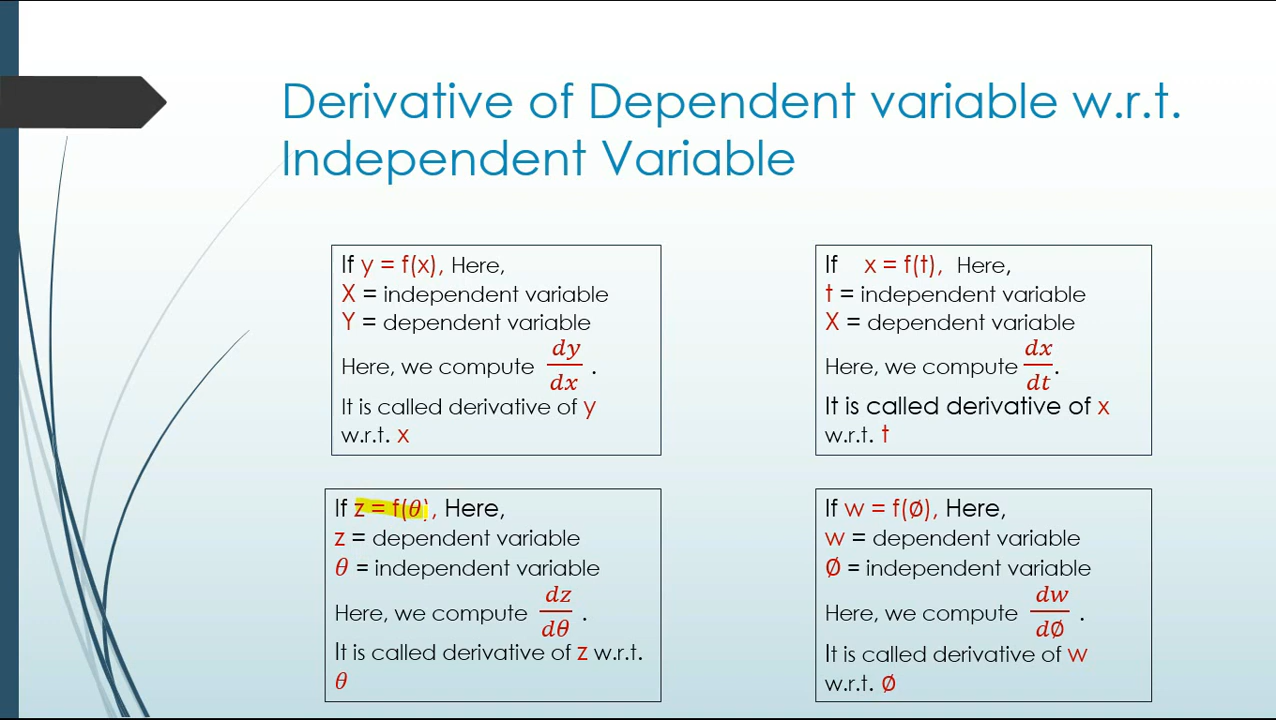 Derivative of Dependent variable w.r.t.
Independent Variable
If y = f(x), Here,
X = independent variable
Y = dependent variable
Here, we compute dy/dx .
It is called derivative of y
w.r.t. x
If x = f(t), Here,
t = independent variable
X = dependent variable
Here, we compute dx/dt.
It is called derivative of x
w.r.t. t
If z = f(θ), Here,
z = dependent variable
θ = independent variable
Here, we compute dz/dθ .
It is called derivative of z w.r.t.
θ
If w = f(∅), Here,
w = dependent variable
∅ = independent variable
Here, we compute dw/d∅ .
It is called derivative of w
w.r.t. ∅